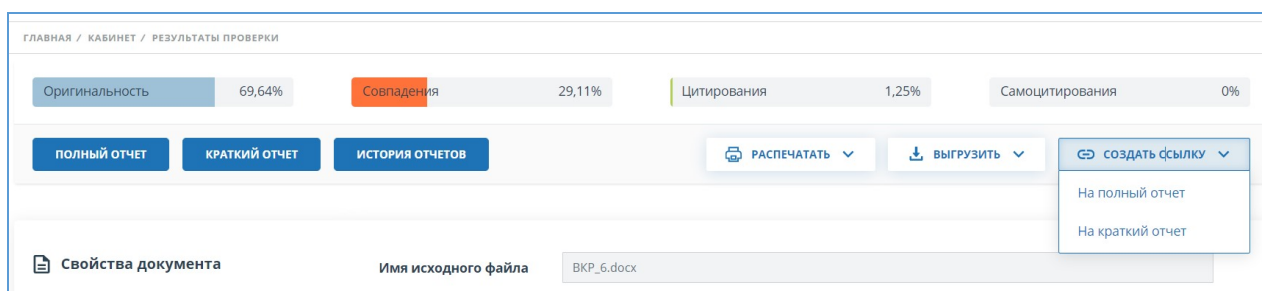 ГЛАВНАЯ / КАБИНЕТ / РЕЗУЛЬТАТЫ ПРОВЕРКИ
Оригинальность 69,64% Совпадения 29,11% Цитирования 1,25% Самоцитирования 0%
ПОЛНЫЙ ОТЧЕТ КРАТКИЙ ОТЧЕТ ИСТОРИЯ ОТЧЕТОВ РАСПЕЧАТАТЬ ВЫГРУЗИТЬ СОЗДАТЬ ССЫЛКУ
На полный отчет
На краткий отчет
Свойства документа Имя исходного файла ВКР_6.docx